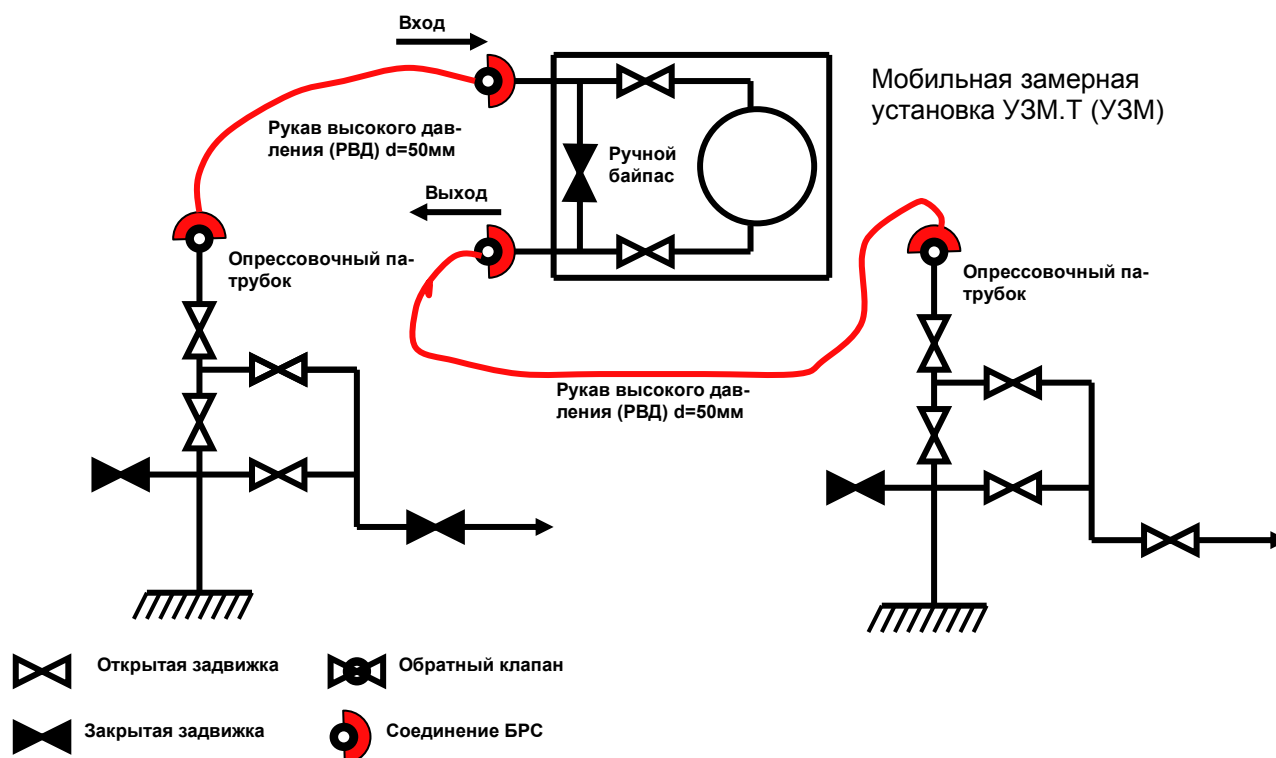 Вход
Мобильная замерная
установка УЗМ.Т (УЗМ)
Рукав высокого дав-
ления (РВД) d=50мм
Ручной
байпас
Выход
Опрессовочный па-
трубок
Опрессовочный па-
трубок
Рукав высокого дав-
ления (РВД) d=50мм
Открытая задвижка
Обратный клапан
Закрытая задвижка
Соединение БРС